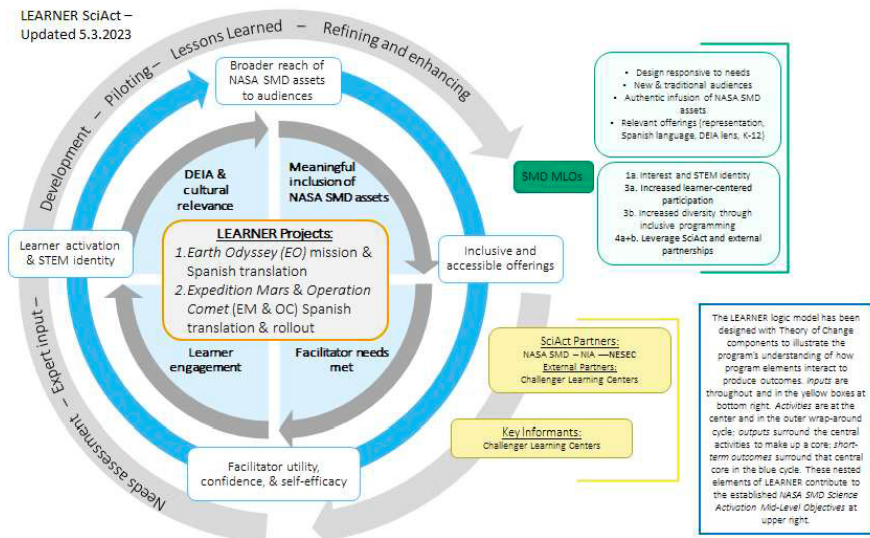 LEARNER SciAct –
Updated 5.3.2023
Needs assessment – Expert input – Development – Piloting – Lessons Learned – Refining and enhancing
Broader reach of
NASA SMD assets
to audiences
DEIA &
cultural
relevance
Meaningful
inclusion of
NASA SMD assets
Learner activation
& STEM identity
LEARNER Projects:
1. Earth Odyssey (EO) mission &
Spanish translation
2. Expedition Mars & Operation
Comet (EM & OC) Spanish
translation & rollout
Inclusive and
accessible offerings
Learner
engagement
Facilitator needs
met
Facilitator utility,
confidence, & self-efficacy
SMD MLOs
• Design responsive to needs
• New & traditional audiences
• Authentic infusion of NASA SMD
assets
• Relevant offerings (representation,
Spanish language, DEIA lens, K-12)
1a. Interest and STEM identity
3a. Increased learner-centered
participation
3b. Increased diversity through
inclusive programming
4a+b. Leverage SciAct and external
partnerships
SciAct Partners:
NASA SMD – NIA —NESEC
External Partners:
Challenger Learning Centers
Key Informants:
Challenger Learning Centers
The LEARNER logic model has been
designed with Theory of Change
components to illustrate the
program's understanding of how
program elements interact to
produce outcomes. Inputs are
throughout and in the yellow boxes at
bottom right. Activities are at the
center and in the outer wrap-around
cycle; outputs surround the central
activities to make up a core; short-
term outcomes surround that central
core in the blue cycle. These nested
elements of LEARNER contribute to
the established NASA SMD Science
Activation Mid-Level Objectives at
upper right.